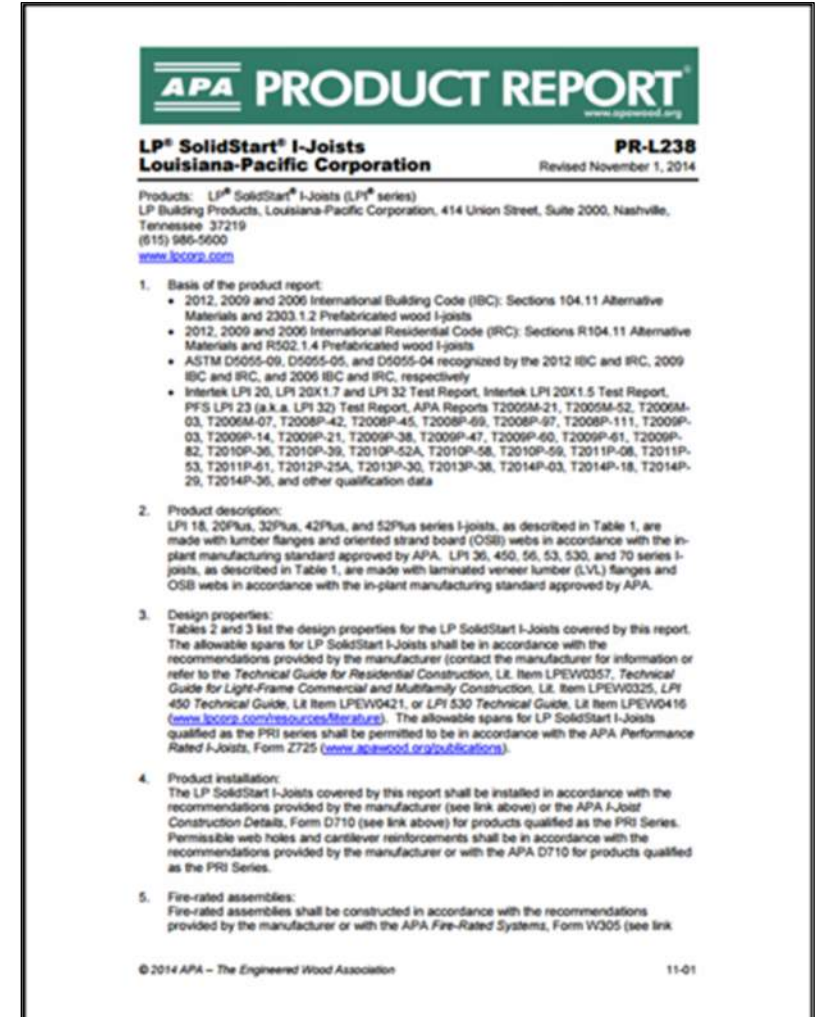 APA PRODUCT REPORT®
www.apawood.org
LP® SolidStart® I-Joists PR-L238
Louisiana-Pacific Corporation Revised November 1, 2014
Products: LP® SolidStart® I-Joists (LPI® series)
LP Building Products, Louisiana-Pacific Corporation, 414 Union Street, Suite 2000, Nashville,
Tennessee 37219
(615) 986-5600
www.lpcorp.com
1. Basis of the product report:
• 2012, 2009 and 2006 International Building Code (IBC): Sections 104.11 Alternative
Materials and 2303.1.2 Prefabricated wood I-joists
• 2012, 2009 and 2006 International Residential Code (IRC): Sections R104.11 Alternative
Materials and R502.1.4 Prefabricated wood I-joists
• ASTM D5055-09, D5055-05, and D5055-04 recognized by the 2012 IBC and IRC, 2009
IBC and IRC, and 2006 IBC and IRC, respectively
• Intertek LPI 20, LPI 20X1.7 and LPI 32 Test Report, Intertek LPI 20X1.5 Test Report,
PFS LPI 23 (a.k.a. LPI 32) Test Report, APA Reports T2005M-21, T2005M-52, T2006M-
03, T2006M-07, T2008P-42, T2008P-45, T2008P-69, T2008P-97, T2008P-111, T2009P-
03, T2009P-14, T2009P-21, T2009P-38, T2009P-47, T2009P-60, T2009P-61, T2009P-
82, T2010P-36, T2010P-39, T2010P-52A, T2010P-58, T2010P-59, T2011P-08, T2011P-
53, T2011P-61, T2012P-25A, T2013P-30, T2013P-38, T2014P-03, T2014P-18, T2014P-
29, T2014P-36, and other qualification data
2. Product description:
LPI 18, 20Plus, 32Plus, 42Plus, and 52Plus series I-joists, as described in Table 1, are
made with lumber flanges and oriented strand board (OSB) webs in accordance with the in-
plant manufacturing standard approved by APA. LPI 36, 450, 56, 53, 530, and 70 series I-
joists, as described in Table 1, are made with laminated veneer lumber (LVL) flanges and
OSB webs in accordance with the in-plant manufacturing standard approved by APA.
3. Design properties:
Tables 2 and 3 list the design properties for the LP SolidStart I-Joists covered by this report.
The allowable spans for LP SolidStart I-Joists shall be in accordance with the
recommendations provided by the manufacturer (contact the manufacturer for information or
refer to the Technical Guide for Residential Construction, Lit. Item LPEW0357, Technical
Guide for Light-Frame Commercial and Multifamily Construction, Lit. Item LPEW0325, LPI
450 Technical Guide, Lit Item LPEW0421, or LPI 530 Technical Guide, Lit Item LPEW0416
(www.lpcorp.com/resources/literature). The allowable spans for LP SolidStart I-Joists
qualified as the PRI series shall be permitted to be in accordance with the APA Performance
Rated I-Joists, Form Z725 (www.apawood.org/publications).
4. Product installation:
The LP SolidStart I-Joists covered by this report shall be installed in accordance with the
recommendations provided by the manufacturer (see link above) or the APA I-Joist
Construction Details, Form D710 (see link above) for products qualified as the PRI Series.
Permissible web holes and cantilever reinforcements shall be in accordance with the
recommendations provided by the manufacturer or with the APA D710 for products qualified
as the PRI Series.
5. Fire-rated assemblies:
Fire-rated assemblies shall be constructed in accordance with the recommendations
provided by the manufacturer or with the APA Fire-Rated Systems, Form W305 (see link
© 2014 APA – The Engineered Wood Association 11-01